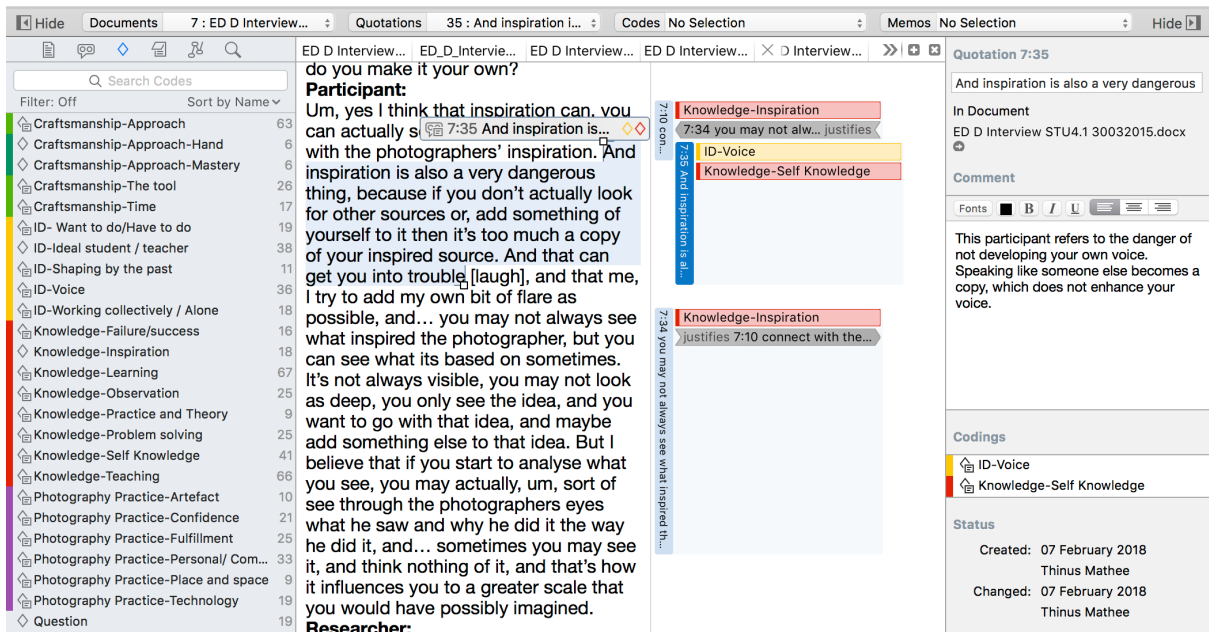 Hide Documents 7 : ED D Interview... Quotations 35 : And inspiration i... Codes No Selection Memos No Selection Hide
Search Codes
Filter: Off Sort by Name
Craftsmanship-Approach 63
Craftsmanship-Approach-Hand 6
Craftsmanship-Approach-Mastery 6
Craftsmanship-The tool 26
Craftsmanship-Time 17
ID- Want to do/Have to do 19
ID-Ideal student / teacher 38
ID-Shaping by the past 11
ID-Voice 36
ID-Working collectively / Alone 18
Knowledge-Failure/success 16
Knowledge-Inspiration 18
Knowledge-Learning 67
Knowledge-Observation 25
Knowledge-Practice and Theory 9
Knowledge-Problem solving 25
Knowledge-Self Knowledge 41
Knowledge-Teaching 66
Photography Practice-Artefact 10
Photography Practice-Confidence 21
Photography Practice-Fulfillment 25
Photography Practice-Personal/ Com... 33
Photography Practice-Place and space 9
Photography Practice-Technology 19
Question 19
ED D Interview... ED_D_Intervie... ED D Interview... ED D Interview... D Interview...
do you make it your own?
Participant:
Um, yes I think that inspiration can, you
can actually s
7:35 And inspiration is...
with the photographers' inspiration. And
inspiration is also a very dangerous
thing, because if you don't actually look
for other sources or, add something of
yourself to it then it's too much a copy
of your inspired source. And that can
get you into trouble [laugh], and that me,
I try to add my own bit of flare as
possible, and… you may not always see
what inspired the photographer, but you
can see what its based on sometimes.
It's not always visible, you may not look
as deep, you only see the idea, and you
want to go with that idea, and maybe
add something else to that idea. But I
believe that if you start to analyse what
you see, you may actually, um, sort of
see through the photographers eyes
what he saw and why he did it the way
he did it, and… sometimes you may see
it, and think nothing of it, and that's how
it influences you to a greater scale that
you would have possibly imagined.
Researcher:
7:10 con...
Knowledge-Inspiration
7:34 you may not alw... justifies
7:35 And inspiration is al...
ID-Voice
Knowledge-Self Knowledge
7:34 you may not always see what inspired th...
Knowledge-Inspiration
justifies 7:10 connect with the...
Quotation 7:35
And inspiration is also a very dangerous
In Document
ED D Interview STU4.1 30032015.docx
Comment
Fonts B I U
This participant refers to the danger of
not developing your own voice.
Speaking like someone else becomes a
copy, which does not enhance your
voice.
Codings
ID-Voice
Knowledge-Self Knowledge
Status
Created: 07 February 2018
Thinus Mathee
Changed: 07 February 2018
Thinus Mathee